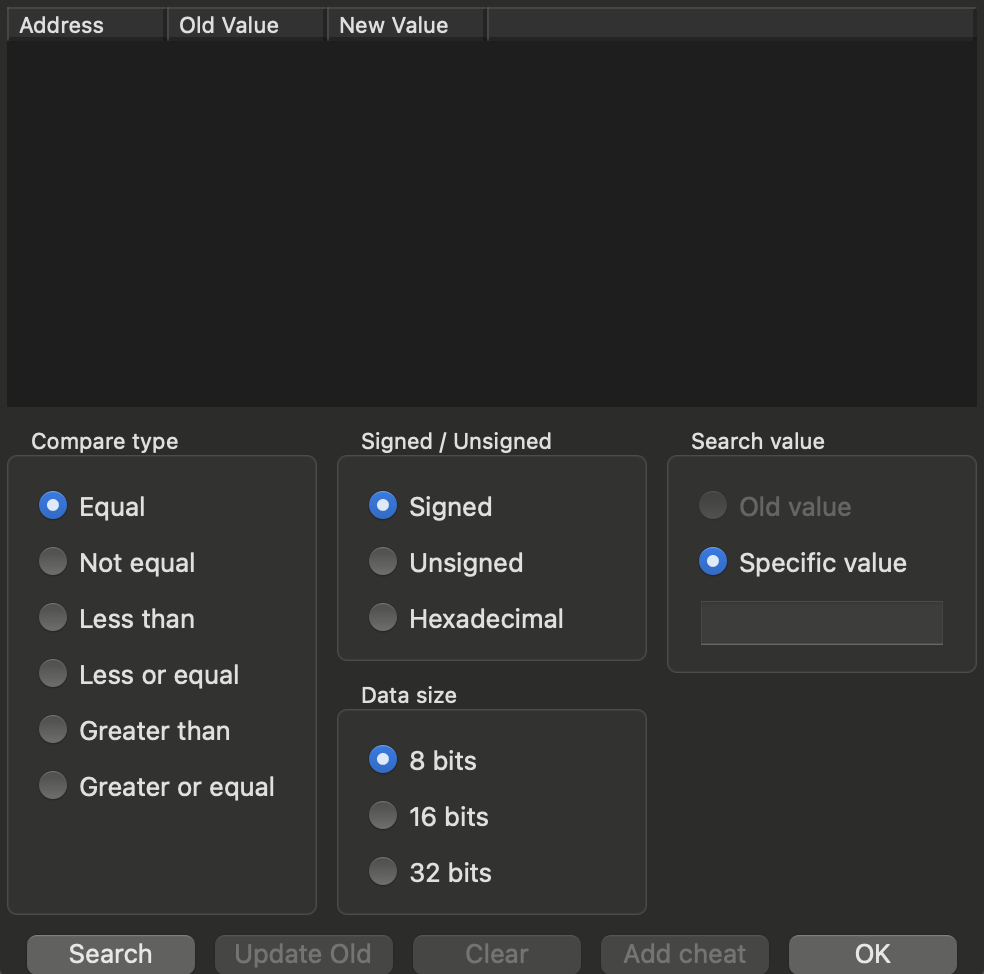 Address Old Value New Value
Compare type
Equal
Not equal
Less than
Less or equal
Greater than
Greater or equal
Signed / Unsigned
Signed
Unsigned
Hexadecimal
Data size
8 bits
16 bits
32 bits
Search value
Old value
Specific value
Search Update Old Clear Add cheat OK